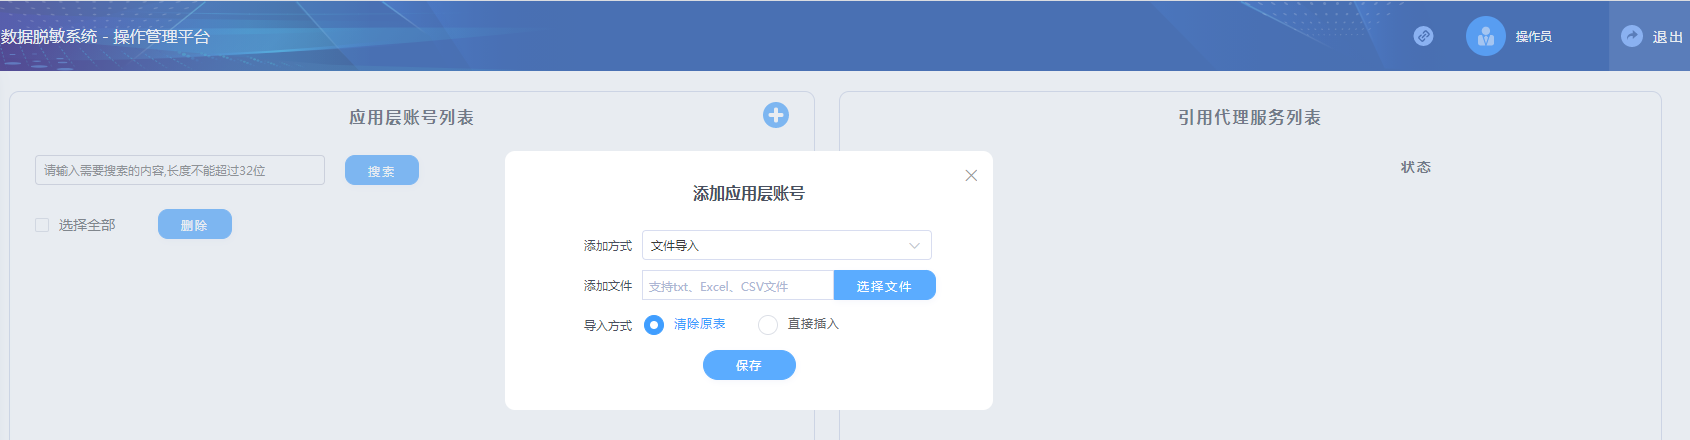 数据脱敏系统 - 操作管理平台
操作员
退出
应用层账号列表
请输入需要搜索的内容,长度不能超过32位
搜索
选择全部
删除
引用代理服务列表
状态
添加应用层账号
添加方式 文件导入
添加文件 支持txt、Excel、CSV文件 选择文件
导入方式 清除原表 直接插入
保存